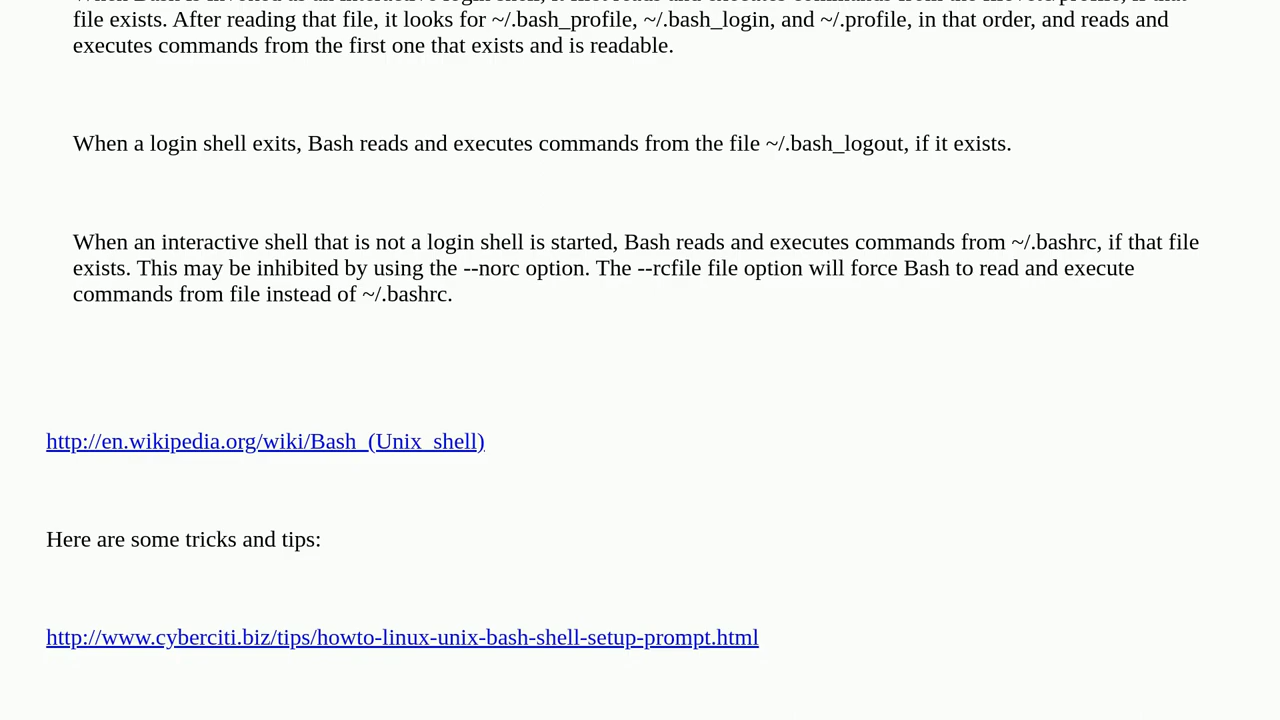 file exists. After reading that file, it looks for ~/.bash_profile, ~/.bash_login, and ~/.profile, in that order, and reads and
executes commands from the first one that exists and is readable.
When a login shell exits, Bash reads and executes commands from the file ~/.bash_logout, if it exists.
When an interactive shell that is not a login shell is started, Bash reads and executes commands from ~/.bashrc, if that file
exists. This may be inhibited by using the --norc option. The --rcfile file option will force Bash to read and execute
commands from file instead of ~/.bashrc.
http://en.wikipedia.org/wiki/Bash_(Unix_shell)
Here are some tricks and tips:
http://www.cyberciti.biz/tips/howto-linux-unix-bash-shell-setup-prompt.html